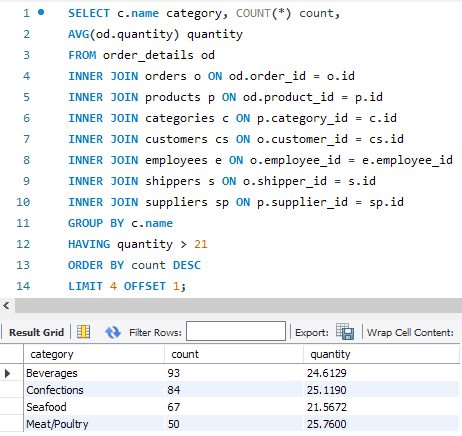 1 SELECT c.name category, COUNT(*) count,
2 AVG(od.quantity) quantity
3 FROM order_details od
4 INNER JOIN orders o ON od.order_id = o.id
5 INNER JOIN products p ON od.product_id = p.id
6 INNER JOIN categories c ON p.category_id = c.id
7 INNER JOIN customers cs ON o.customer_id = cs.id
8 INNER JOIN employees e ON o.employee_id = e.employee_id
9 INNER JOIN shippers s ON o.shipper_id = s.id
10 INNER JOIN suppliers sp ON p.supplier_id = sp.id
11 GROUP BY c.name
12 HAVING quantity > 21
13 ORDER BY count DESC
14 LIMIT 4 OFFSET 1;
Result Grid Filter Rows: Export: Wrap Cell Content:
category count quantity
Beverages 93 24.6129
Confections 84 25.1190
Seafood 67 21.5672
Meat/Poultry 50 25.7600